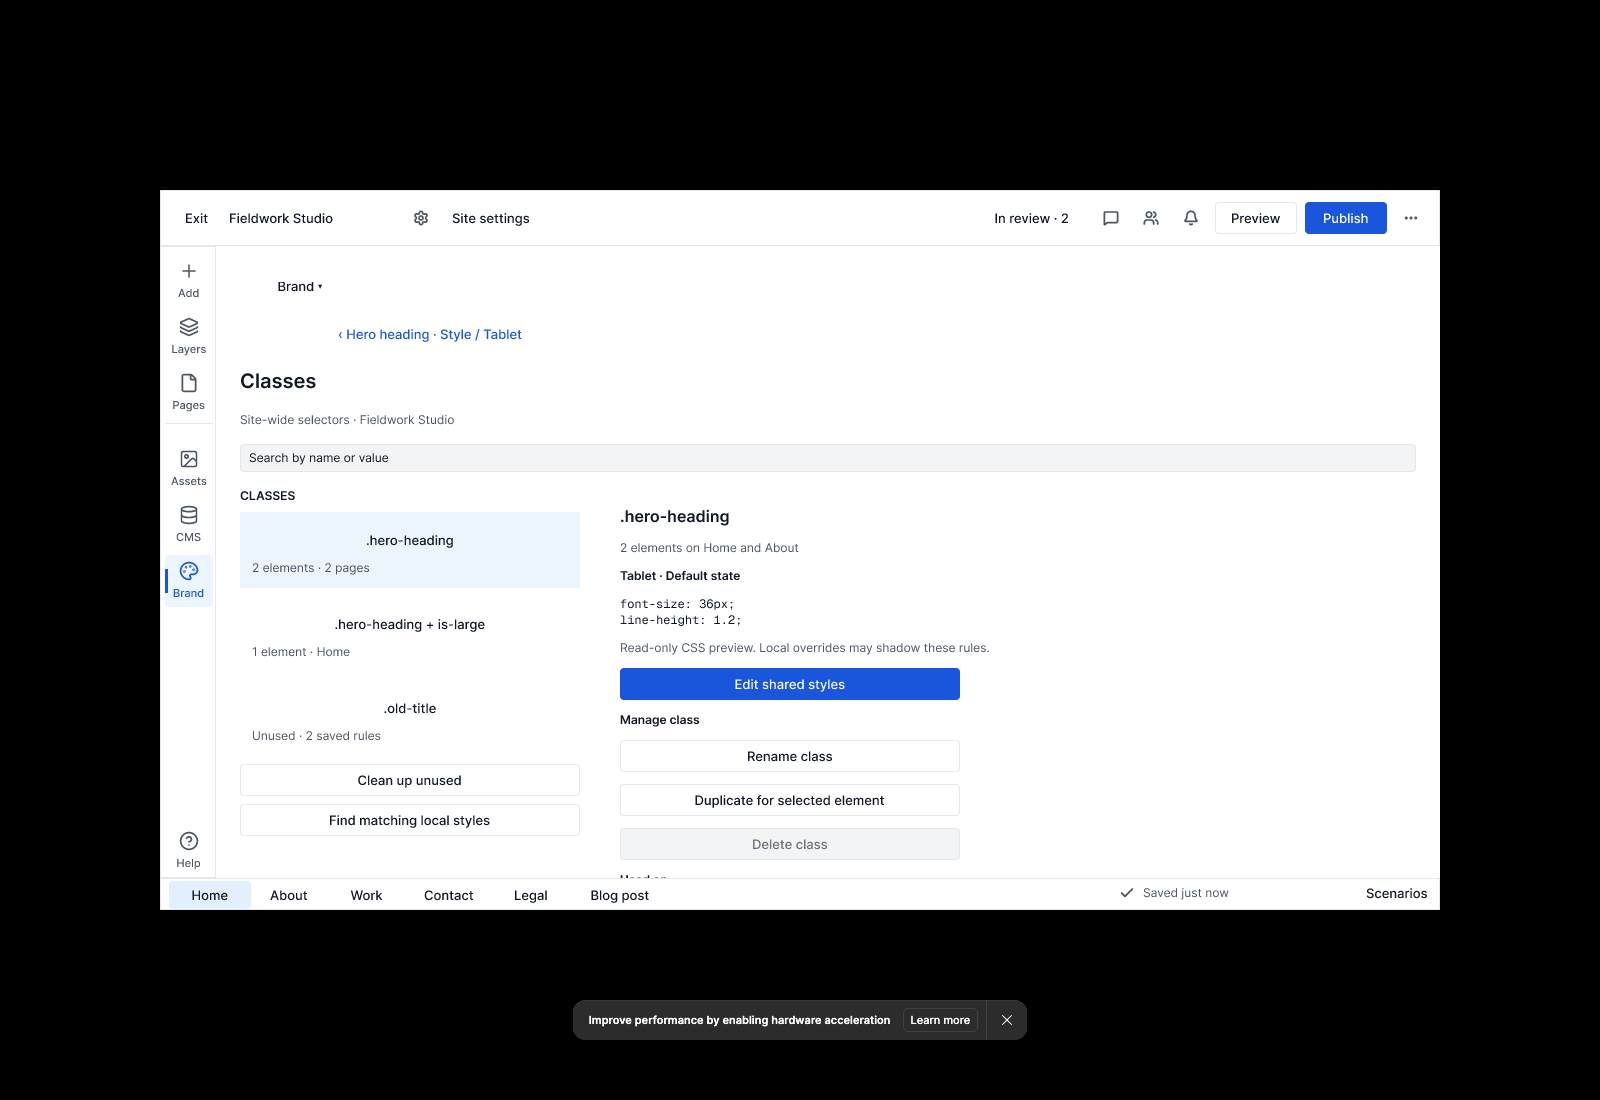 Exit
Fieldwork Studio
Site settings
In review · 2
Preview
Publish
Add
Layers
Pages
Assets
CMS
Brand
Help
Brand ▾
‹ Hero heading · Style / Tablet
Classes
Site-wide selectors · Fieldwork Studio
Search by name or value
CLASSES
.hero-heading
2 elements · 2 pages
.hero-heading + is-large
1 element · Home
.old-title
Unused · 2 saved rules
Clean up unused
Find matching local styles
.hero-heading
2 elements on Home and About
Tablet · Default state
font-size: 36px;
line-height: 1.2;
Read-only CSS preview. Local overrides may shadow these rules.
Edit shared styles
Manage class
Rename class
Duplicate for selected element
Delete class
Home
About
Work
Contact
Legal
Blog post
Saved just now
Scenarios
Improve performance by enabling hardware acceleration
Learn more